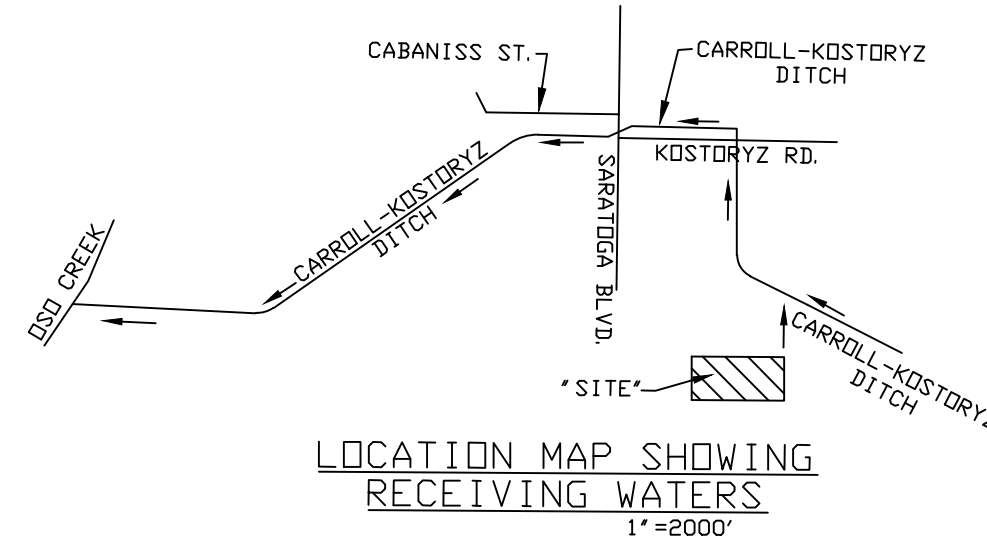 CABANISS ST.
CARROLL-KOSTORYZ
DITCH
KOSTORYZ RD.
SARATOGA BLVD.
CARROLL-KOSTORYZ
DITCH
OSO CREEK
CARROLL-KOSTORYZ
DITCH
"SITE"
LOCATION MAP SHOWING
RECEIVING WATERS
1"=2000'